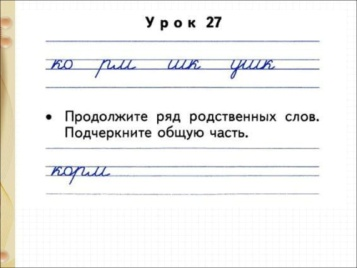 Урок 27
ко рм шк ушк
• Продолжите ряд родственных слов.
Подчеркните общую часть.
корм